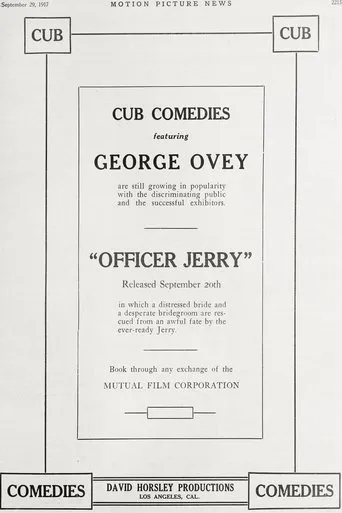 September 29, 1917 MOTION PICTURE NEWS 2213
CUB CUB
CUB COMEDIES
featuring
GEORGE OVEY
are still growing in popularity
with the discriminating public
and the successful exhibitors.
"OFFICER JERRY"
Released September 20th
in which a distressed bride and
a desperate bridegroom are res-
cued from an awful fate by the
ever-ready Jerry.
Book through any exchange of the
MUTUAL FILM CORPORATION
COMEDIES DAVID HORSLEY PRODUCTIONS COMEDIES
LOS ANGELES, CAL.